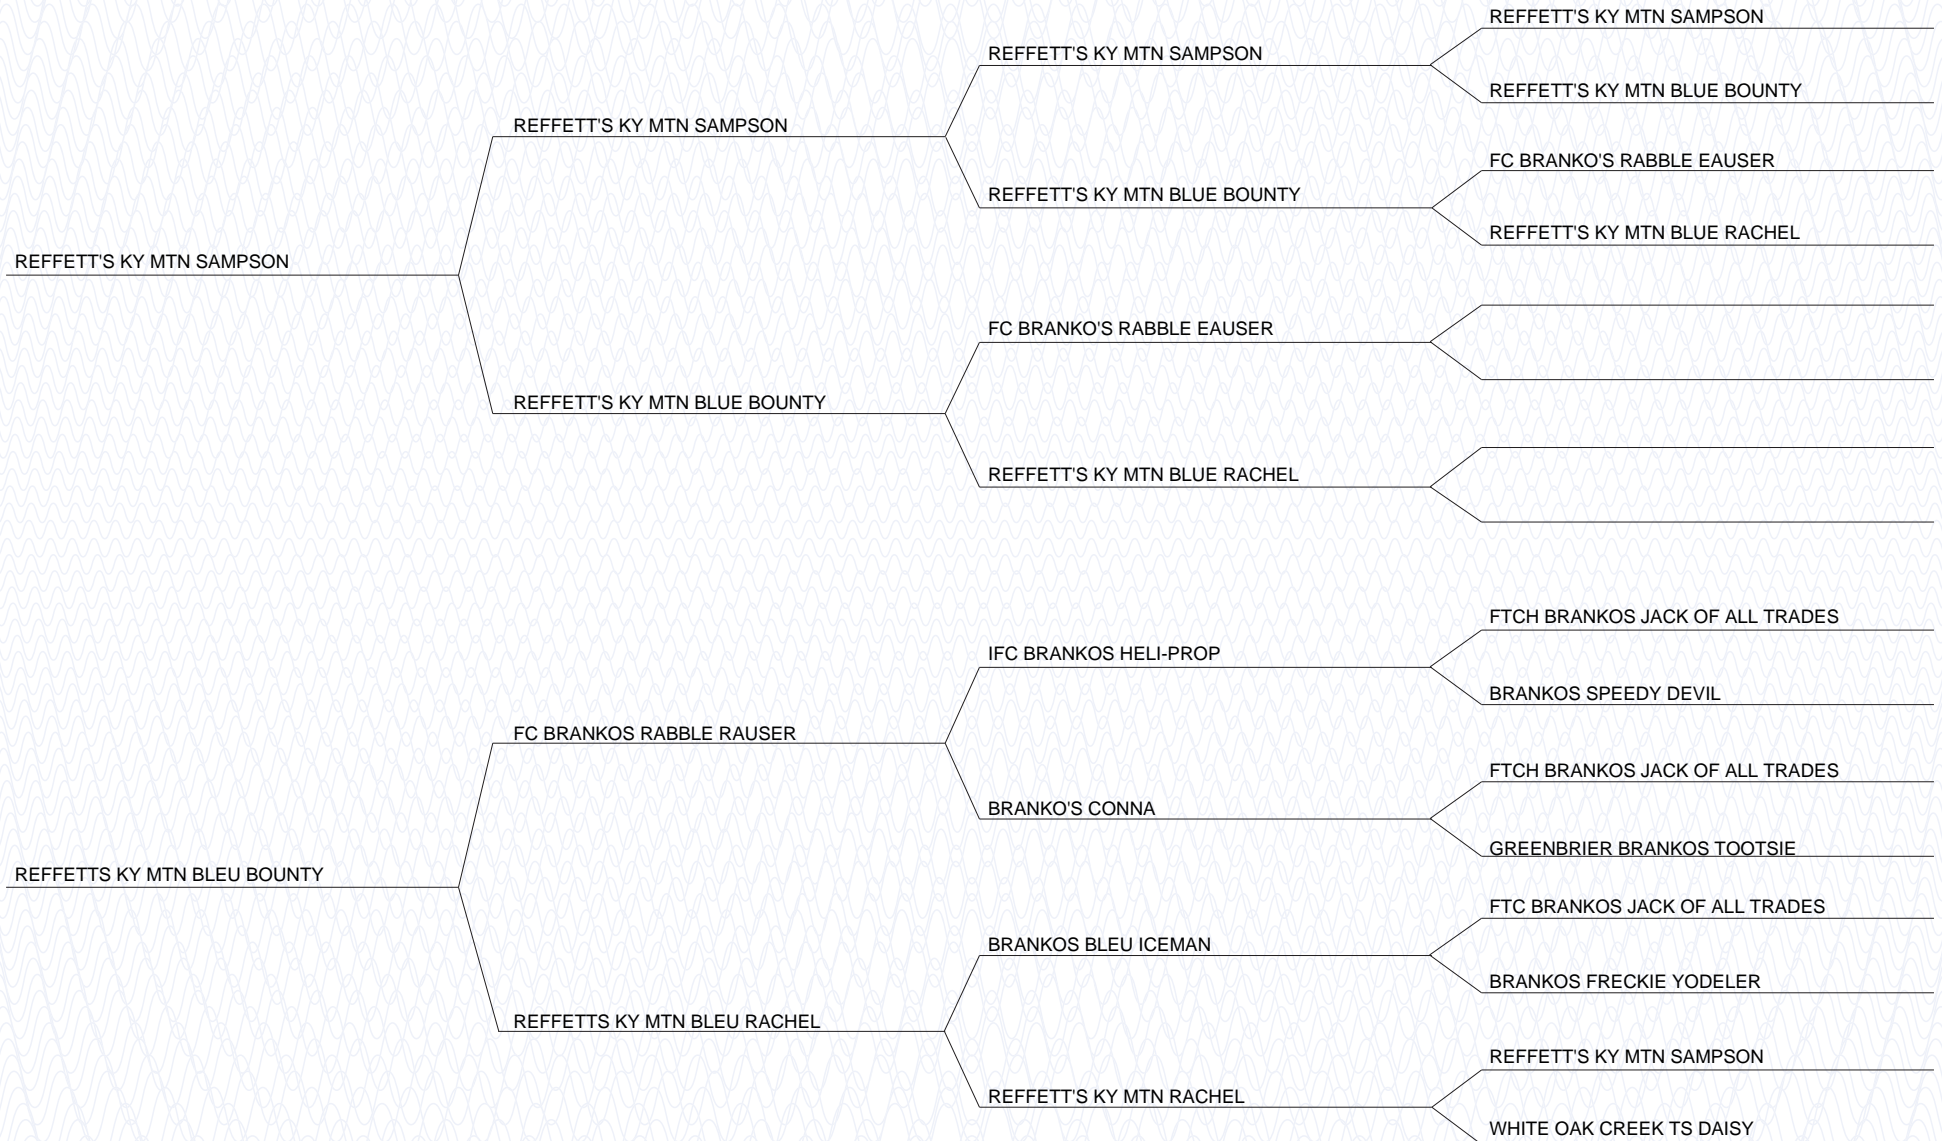 REFFETT'S KY MTN SAMPSON
REFFETT'S KY MTN SAMPSON
REFFETT'S KY MTN SAMPSON
REFFETT'S KY MTN SAMPSON
REFFETT'S KY MTN BLUE BOUNTY
REFFETT'S KY MTN BLUE BOUNTY
FC BRANKO'S RABBLE EAUSER
REFFETT'S KY MTN BLUE RACHEL
REFFETT'S KY MTN BLUE BOUNTY
FC BRANKO'S RABBLE EAUSER
REFFETT'S KY MTN BLUE RACHEL
REFFETTS KY MTN BLEU BOUNTY
FC BRANKOS RABBLE RAUSER
IFC BRANKOS HELI-PROP
FTCH BRANKOS JACK OF ALL TRADES
BRANKOS SPEEDY DEVIL
BRANKO'S CONNA
FTCH BRANKOS JACK OF ALL TRADES
GREENBRIER BRANKOS TOOTSIE
REFFETTS KY MTN BLEU RACHEL
BRANKOS BLEU ICEMAN
FTC BRANKOS JACK OF ALL TRADES
BRANKOS FRECKIE YODELER
REFFETT'S KY MTN RACHEL
REFFETT'S KY MTN SAMPSON
WHITE OAK CREEK TS DAISY